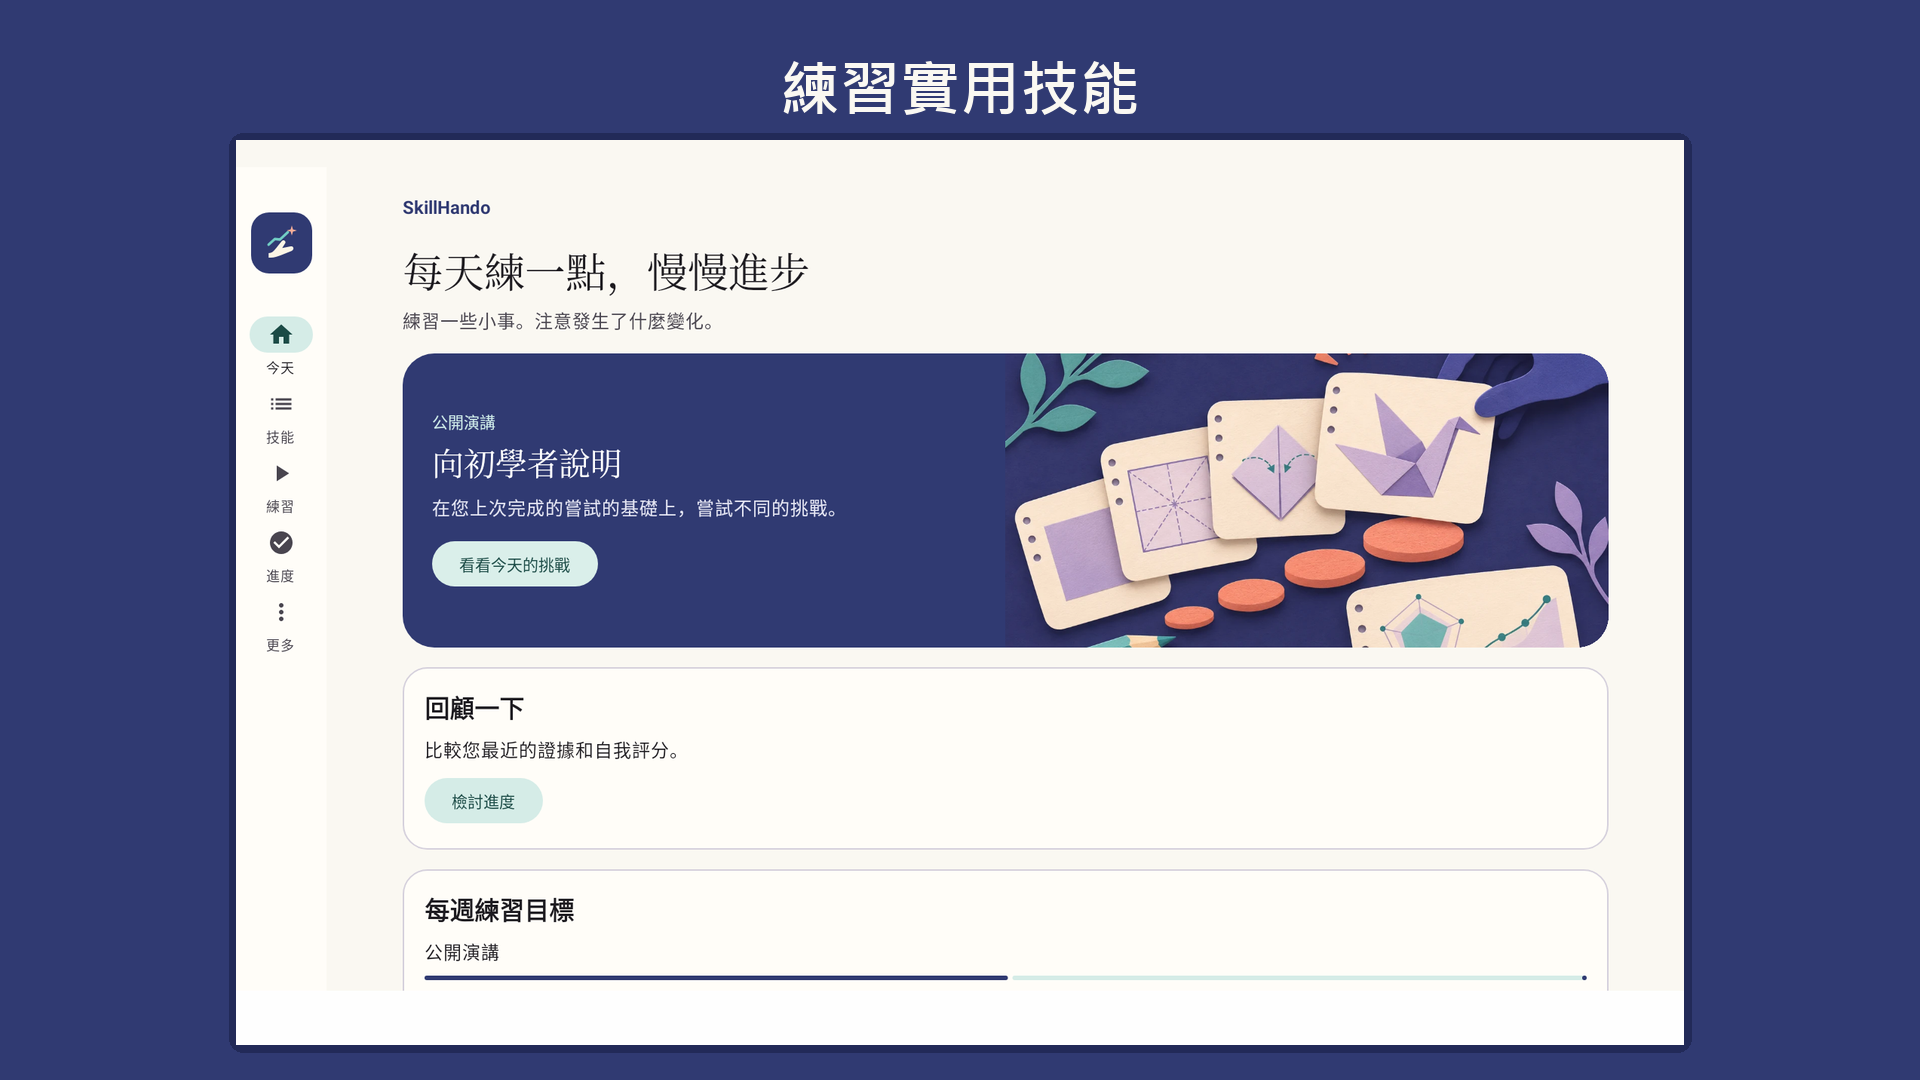 練習實用技能
SkillHando
每天練一點，慢慢進步
練習一些小事。注意發生了什麼變化。
今天
技能
練習
進度
更多
公開演講
向初學者說明
在您上次完成的嘗試的基礎上，嘗試不同的挑戰。
看看今天的挑戰
回顧一下
比較您最近的證據和自我評分。
檢討進度
每週練習目標
公開演講